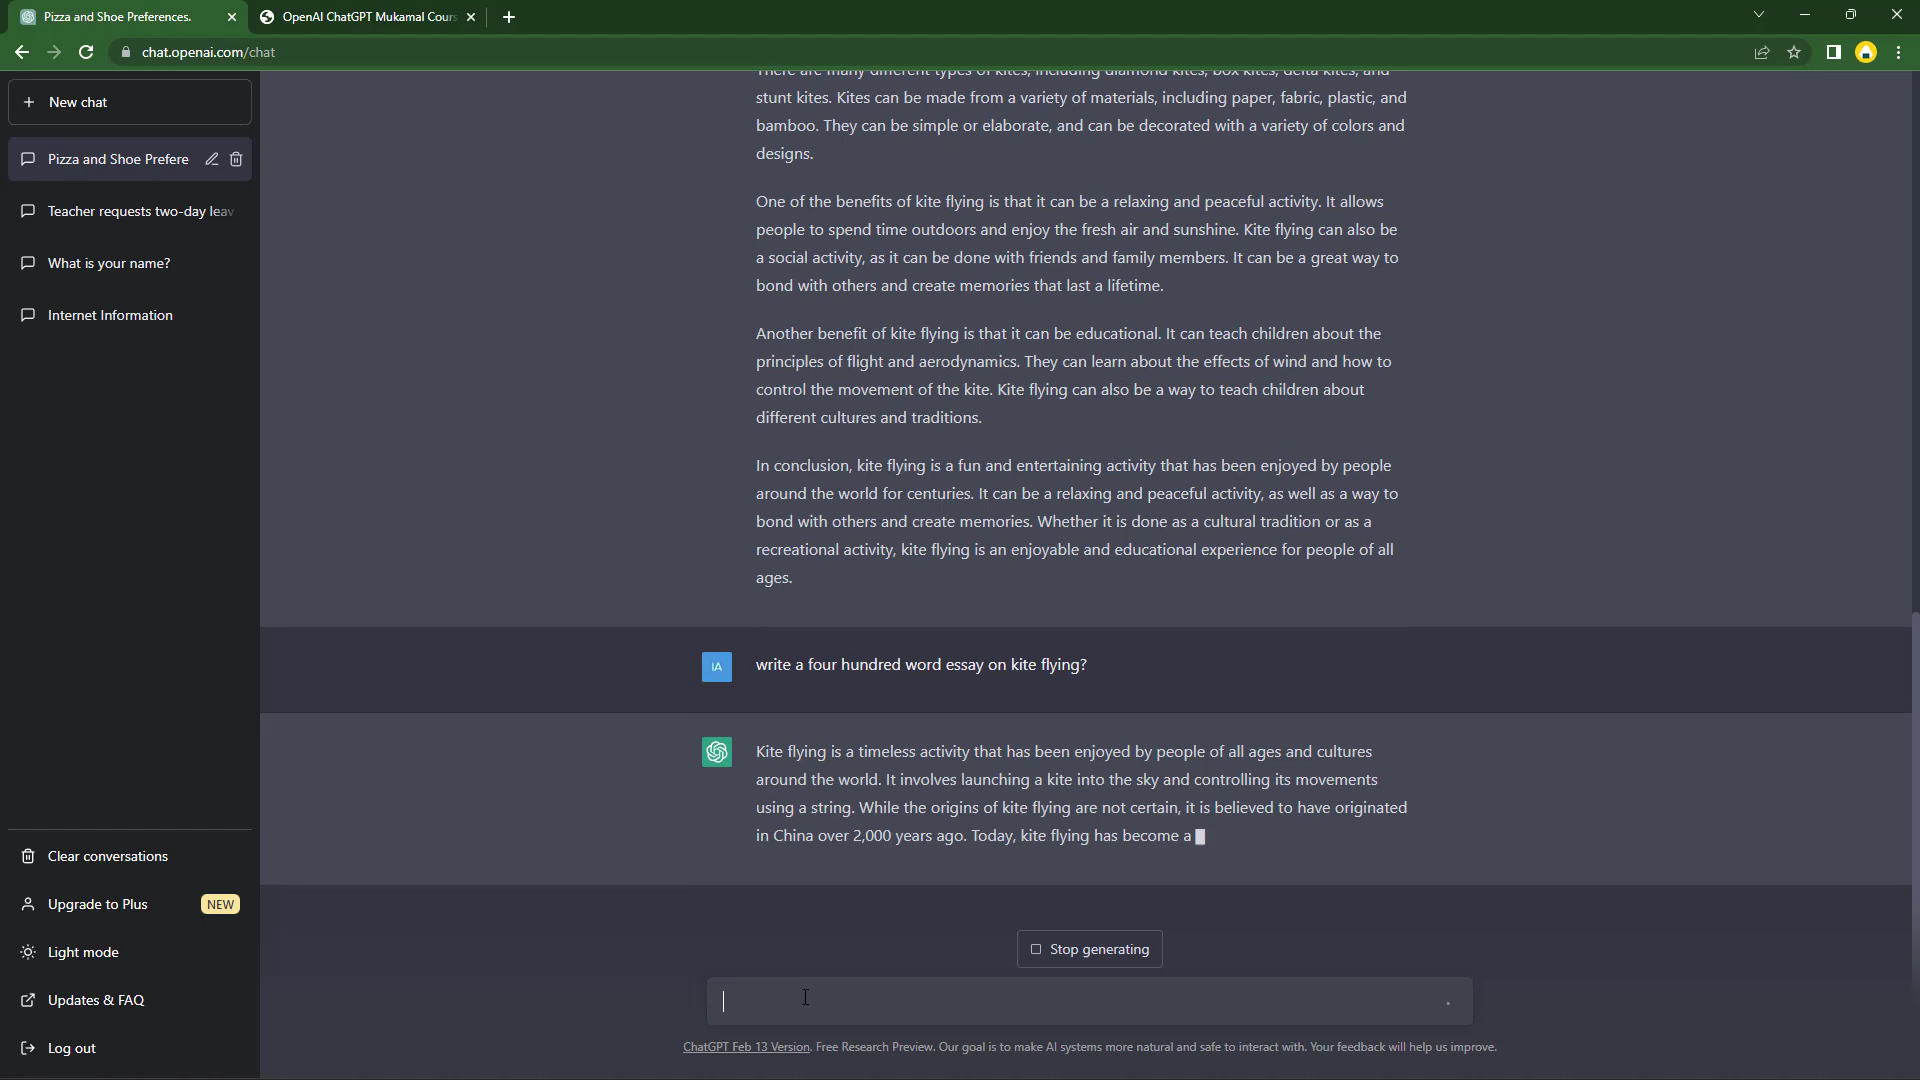 Pizza and Shoe Preferences.
OpenAI ChatGPT Mukamal Cours
chat.openai.com/chat
New chat
Pizza and Shoe Prefere
Teacher requests two-day leav
What is your name?
Internet Information
Clear conversations
Upgrade to Plus
NEW
Light mode
Updates & FAQ
Log out
There are many different types of kites, including diamond kites, box kites, delta kites, and
stunt kites. Kites can be made from a variety of materials, including paper, fabric, plastic, and
bamboo. They can be simple or elaborate, and can be decorated with a variety of colors and
designs.
One of the benefits of kite flying is that it can be a relaxing and peaceful activity. It allows
people to spend time outdoors and enjoy the fresh air and sunshine. Kite flying can also be
a social activity, as it can be done with friends and family members. It can be a great way to
bond with others and create memories that last a lifetime.
Another benefit of kite flying is that it can be educational. It can teach children about the
principles of flight and aerodynamics. They can learn about the effects of wind and how to
control the movement of the kite. Kite flying can also be a way to teach children about
different cultures and traditions.
In conclusion, kite flying is a fun and entertaining activity that has been enjoyed by people
around the world for centuries. It can be a relaxing and peaceful activity, as well as a way to
bond with others and create memories. Whether it is done as a cultural tradition or as a
recreational activity, kite flying is an enjoyable and educational experience for people of all
ages.
IA
write a four hundred word essay on kite flying?
Kite flying is a timeless activity that has been enjoyed by people of all ages and cultures
around the world. It involves launching a kite into the sky and controlling its movements
using a string. While the origins of kite flying are not certain, it is believed to have originated
in China over 2,000 years ago. Today, kite flying has become a
Stop generating
ChatGPT Feb 13 Version. Free Research Preview. Our goal is to make AI systems more natural and safe to interact with. Your feedback will help us improve.